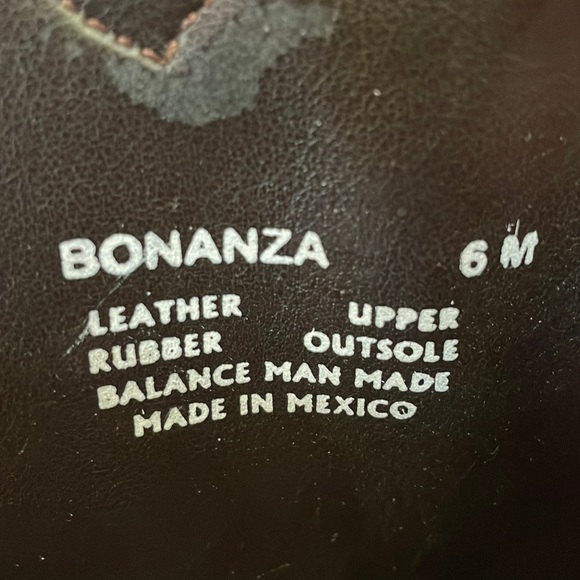 BONANZA 6 M
LEATHER UPPER
RUBBER OUTSOLE
BALANCE MAN MADE
MADE IN MEXICO